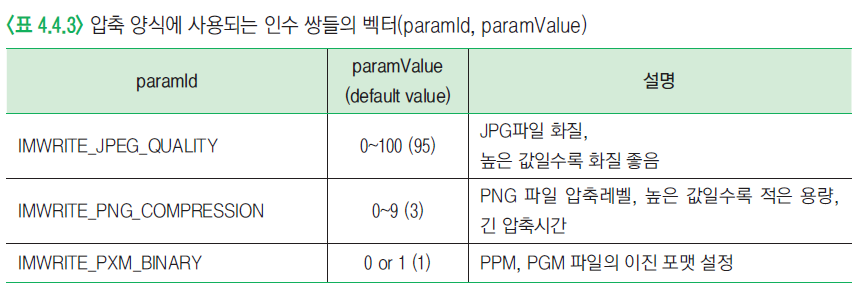 〈표 4.4.3〉 압축 양식에 사용되는 인수 쌍들의 벡터(paramId, paramValue)
paramId
paramValue
(default value)
설명
IMWRITE_JPEG_QUALITY
0~100 (95)
JPG파일 화질,
높은 값일수록 화질 좋음
IMWRITE_PNG_COMPRESSION
0~9 (3)
PNG 파일 압축레벨, 높은 값일수록 적은 용량,
긴 압축시간
IMWRITE_PXM_BINARY
0 or 1 (1)
PPM, PGM 파일의 이진 포맷 설정